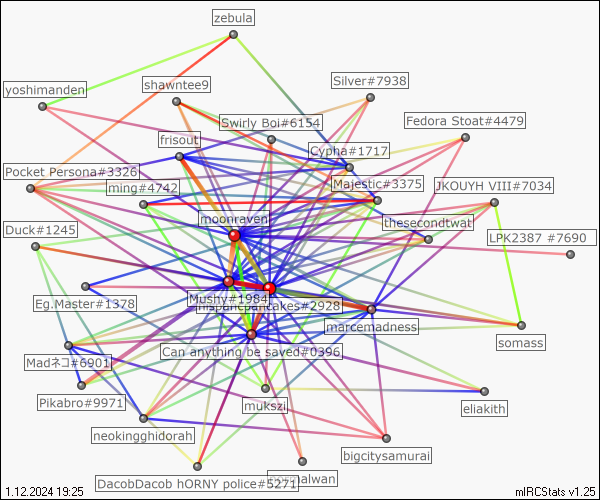 zebula
yoshimanden
shawntee9
Silver#7938
Swirly Boi#6154
Fedora Stoat#4479
frisout
Cypha#1717
Pocket Persona#3326
ming#4742
Majestic#3375
JKOUYH VIII#7034
moonraven
thesecondtwat
Duck#1245
LPK2387 #7690
Eg.Master#1378
Mushy#1984
hispanicpancakes#2928
marcemadness
somass
Can anything be saved#0396
Madネコ#6901
Pikabro#9971
mukszi
eliakith
neokingghidorah
bigcitysamurai
DacobDacob hORNY police#5271
1.12.2024 19:25
mIRCStats v1.25